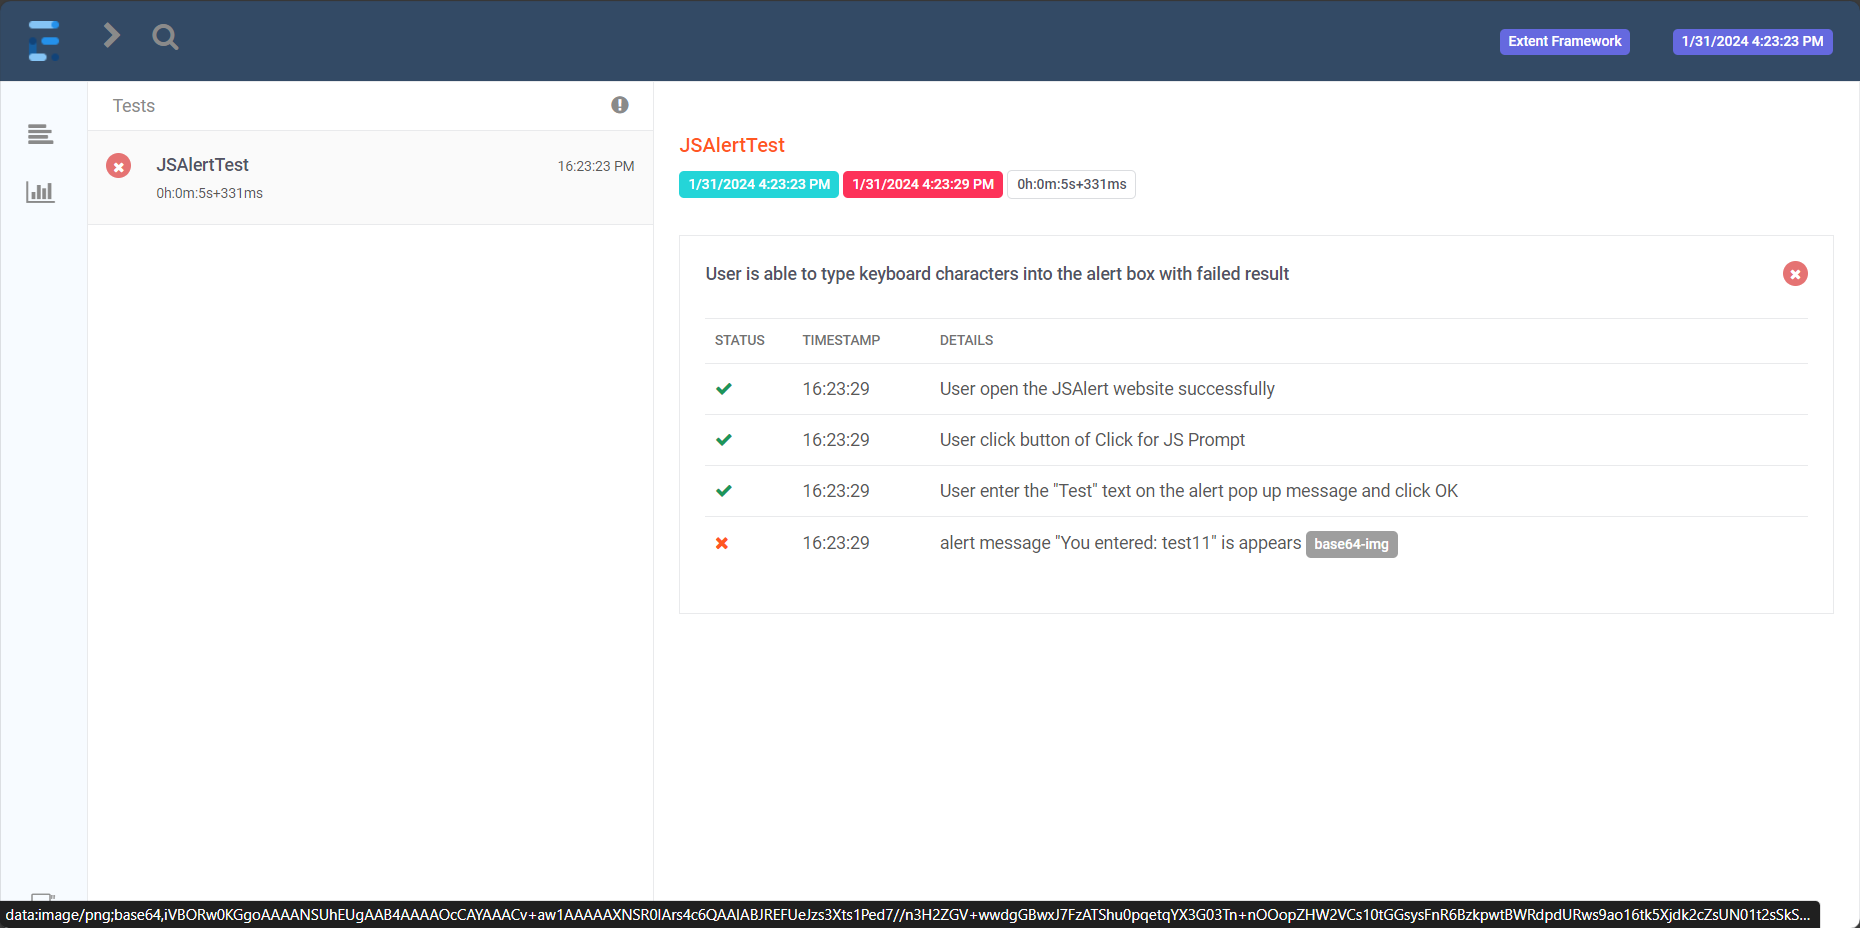 Extent Framework
1/31/2024 4:23:23 PM
Tests
JSAlertTest
16:23:23 PM
0h:0m:5s+331ms
JSAlertTest
1/31/2024 4:23:23 PM
1/31/2024 4:23:29 PM
0h:0m:5s+331ms
User is able to type keyboard characters into the alert box with failed result
STATUS TIMESTAMP DETAILS
16:23:29 User open the JSAlert website successfully
16:23:29 User click button of Click for JS Prompt
16:23:29 User enter the "Test" text on the alert pop up message and click OK
16:23:29 alert message "You entered: test11" is appears base64-img
data:image/png;base64,iVBORw0KGgoAAAANSUhEUgAAB4AAAAOcCAYAAACv+aw1AAAAAXNSR0IArs4c6QAAIABJREFUeJzs3Xts1Ped7//n3H2ZGV+wwdgGBwxJ7FzATShu0pqetqYX3G03Tn+nOOopZHW2VCs10tGGsysFnR6BzkpwtBWRdpdURws9ao16tk5Xjdk2cZsUN01t2sSkS...